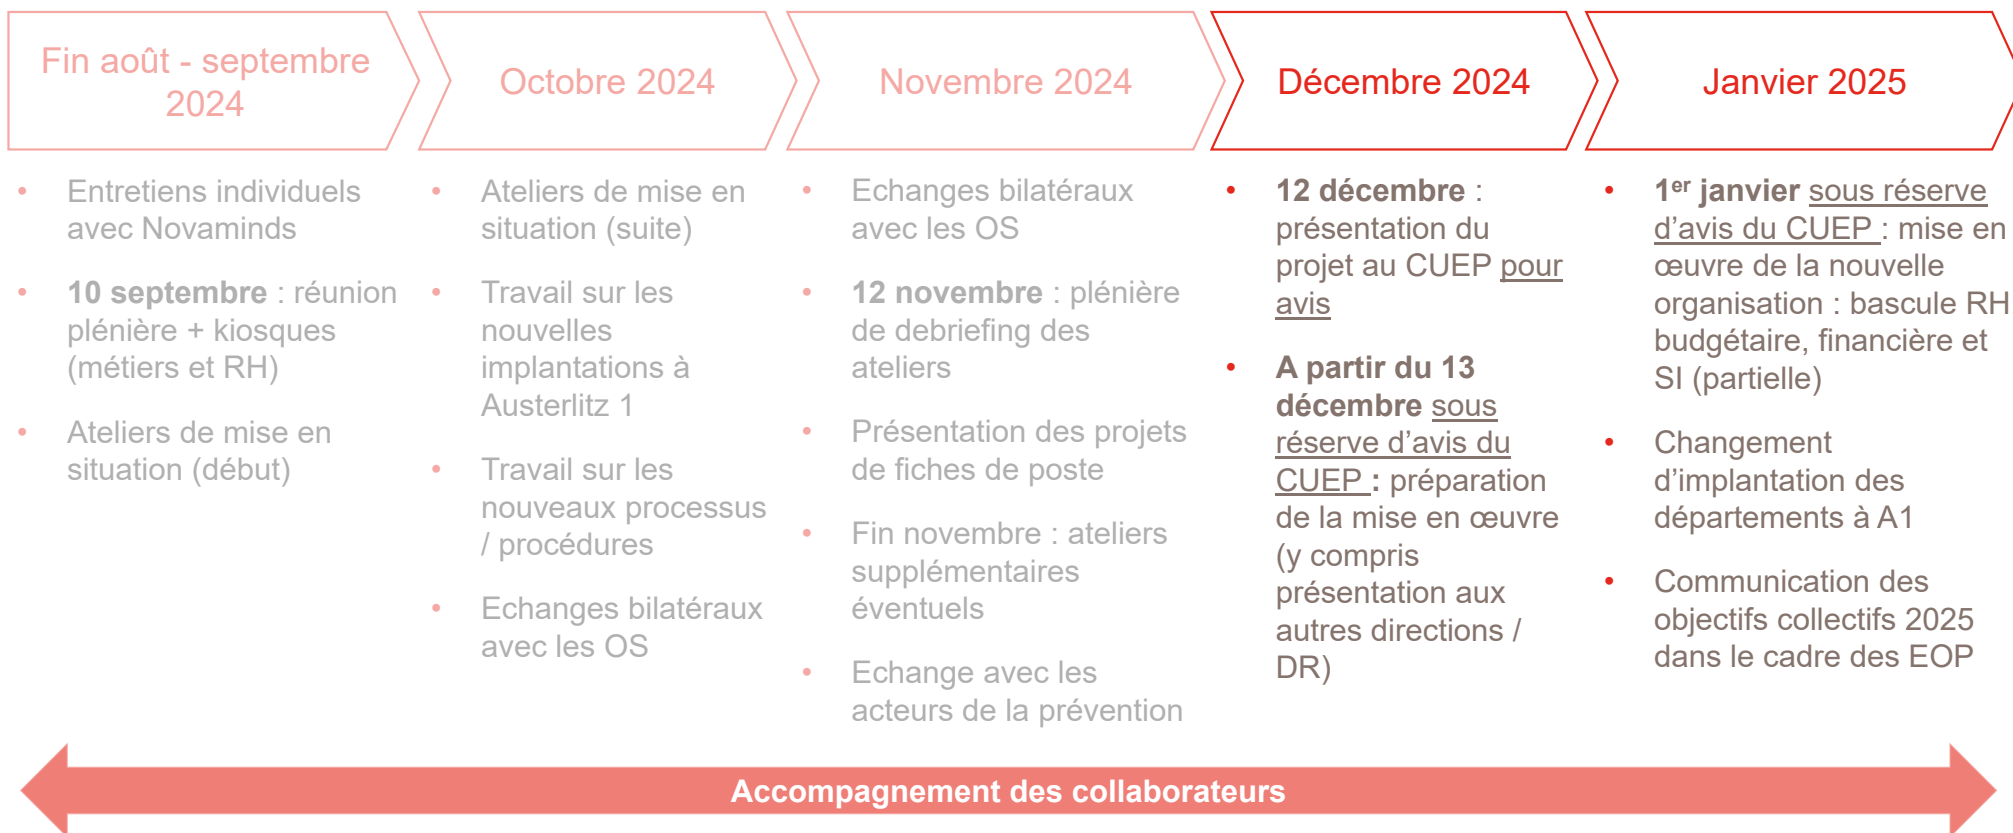 Fin août - septembre
2024
Octobre 2024
Novembre 2024
Décembre 2024
Janvier 2025
• Entretiens individuels
avec Novaminds
• 10 septembre : réunion
plénière + kiosques
(métiers et RH)
• Ateliers de mise en
situation (début)
• Ateliers de mise en
situation (suite)
• Travail sur les
nouvelles
implantations à
Austerlitz 1
• Travail sur les
nouveaux processus
/ procédures
• Echanges bilatéraux
avec les OS
• Echanges bilatéraux
avec les OS
• 12 novembre : plénière
de debriefing des
ateliers
• Présentation des projets
de fiches de poste
• Fin novembre : ateliers
supplémentaires
éventuels
• Echange avec les
acteurs de la prévention
• 12 décembre :
présentation du
projet au CUEP pour
avis
• A partir du 13
décembre sous
réserve d’avis du
CUEP : préparation
de la mise en œuvre
(y compris
présentation aux
autres directions /
DR)
• 1er janvier sous réserve
d’avis du CUEP : mise en
œuvre de la nouvelle
organisation : bascule RH
budgétaire, financière et
SI (partielle)
• Changement
d’implantation des
départements à A1
• Communication des
objectifs collectifs 2025
dans le cadre des EOP
Accompagnement des collaborateurs